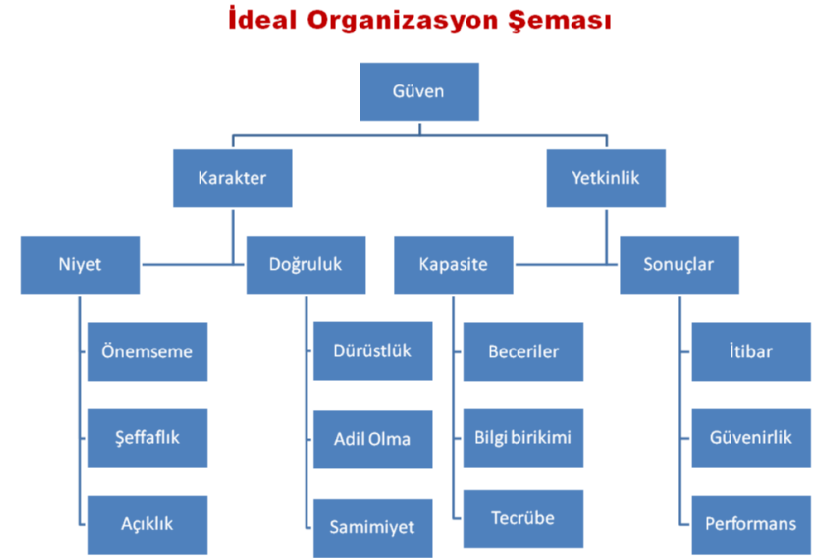 İdeal Organizasyon Şeması
Güven
Karakter
Yetkinlik
Niyet
Doğruluk
Kapasite
Sonuçlar
Önemseme
Dürüstlük
Beceriler
İtibar
Şeffaflık
Adil Olma
Bilgi birikimi
Güvenirlik
Açıklık
Samimiyet
Tecrübe
Performans